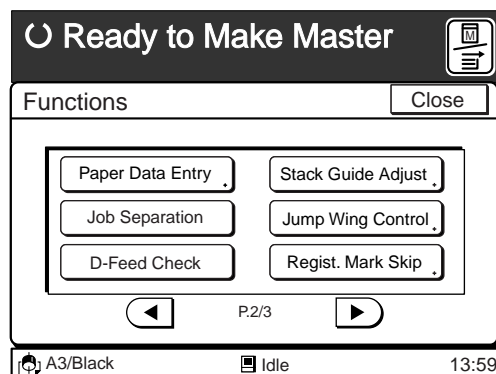 Ready to Make Master
M
Functions
Close
Paper Data Entry
Stack Guide Adjust
Job Separation
Jump Wing Control
D-Feed Check
Regist. Mark Skip
P.2/3
A3/Black
Idle
13:59